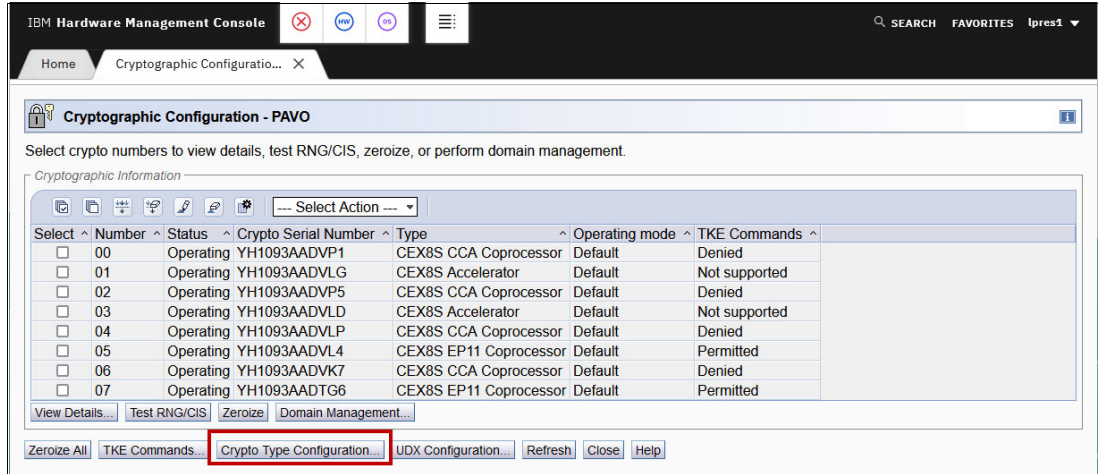 IBM Hardware Management Console HW OS SEARCH FAVORITES lpres1
Home Cryptographic Configuratio...
Cryptographic Configuration - PAVO
Select crypto numbers to view details, test RNG/CIS, zeroize, or perform domain management.
Cryptographic Information
--- Select Action ---
Select Number Status Crypto Serial Number Type Operating mode TKE Commands
00 Operating YH1093AADVP1 CEX8S CCA Coprocessor Default Denied
01 Operating YH1093AADVLG CEX8S Accelerator Default Not supported
02 Operating YH1093AADVP5 CEX8S CCA Coprocessor Default Denied
03 Operating YH1093AADVLD CEX8S Accelerator Default Not supported
04 Operating YH1093AADVLP CEX8S CCA Coprocessor Default Denied
05 Operating YH1093AADVL4 CEX8S EP11 Coprocessor Default Permitted
06 Operating YH1093AADVK7 CEX8S CCA Coprocessor Default Denied
07 Operating YH1093AADTG6 CEX8S EP11 Coprocessor Default Permitted
View Details... Test RNG/CIS Zeroize Domain Management...
Zeroize All TKE Commands... Crypto Type Configuration... UDX Configuration... Refresh Close Help